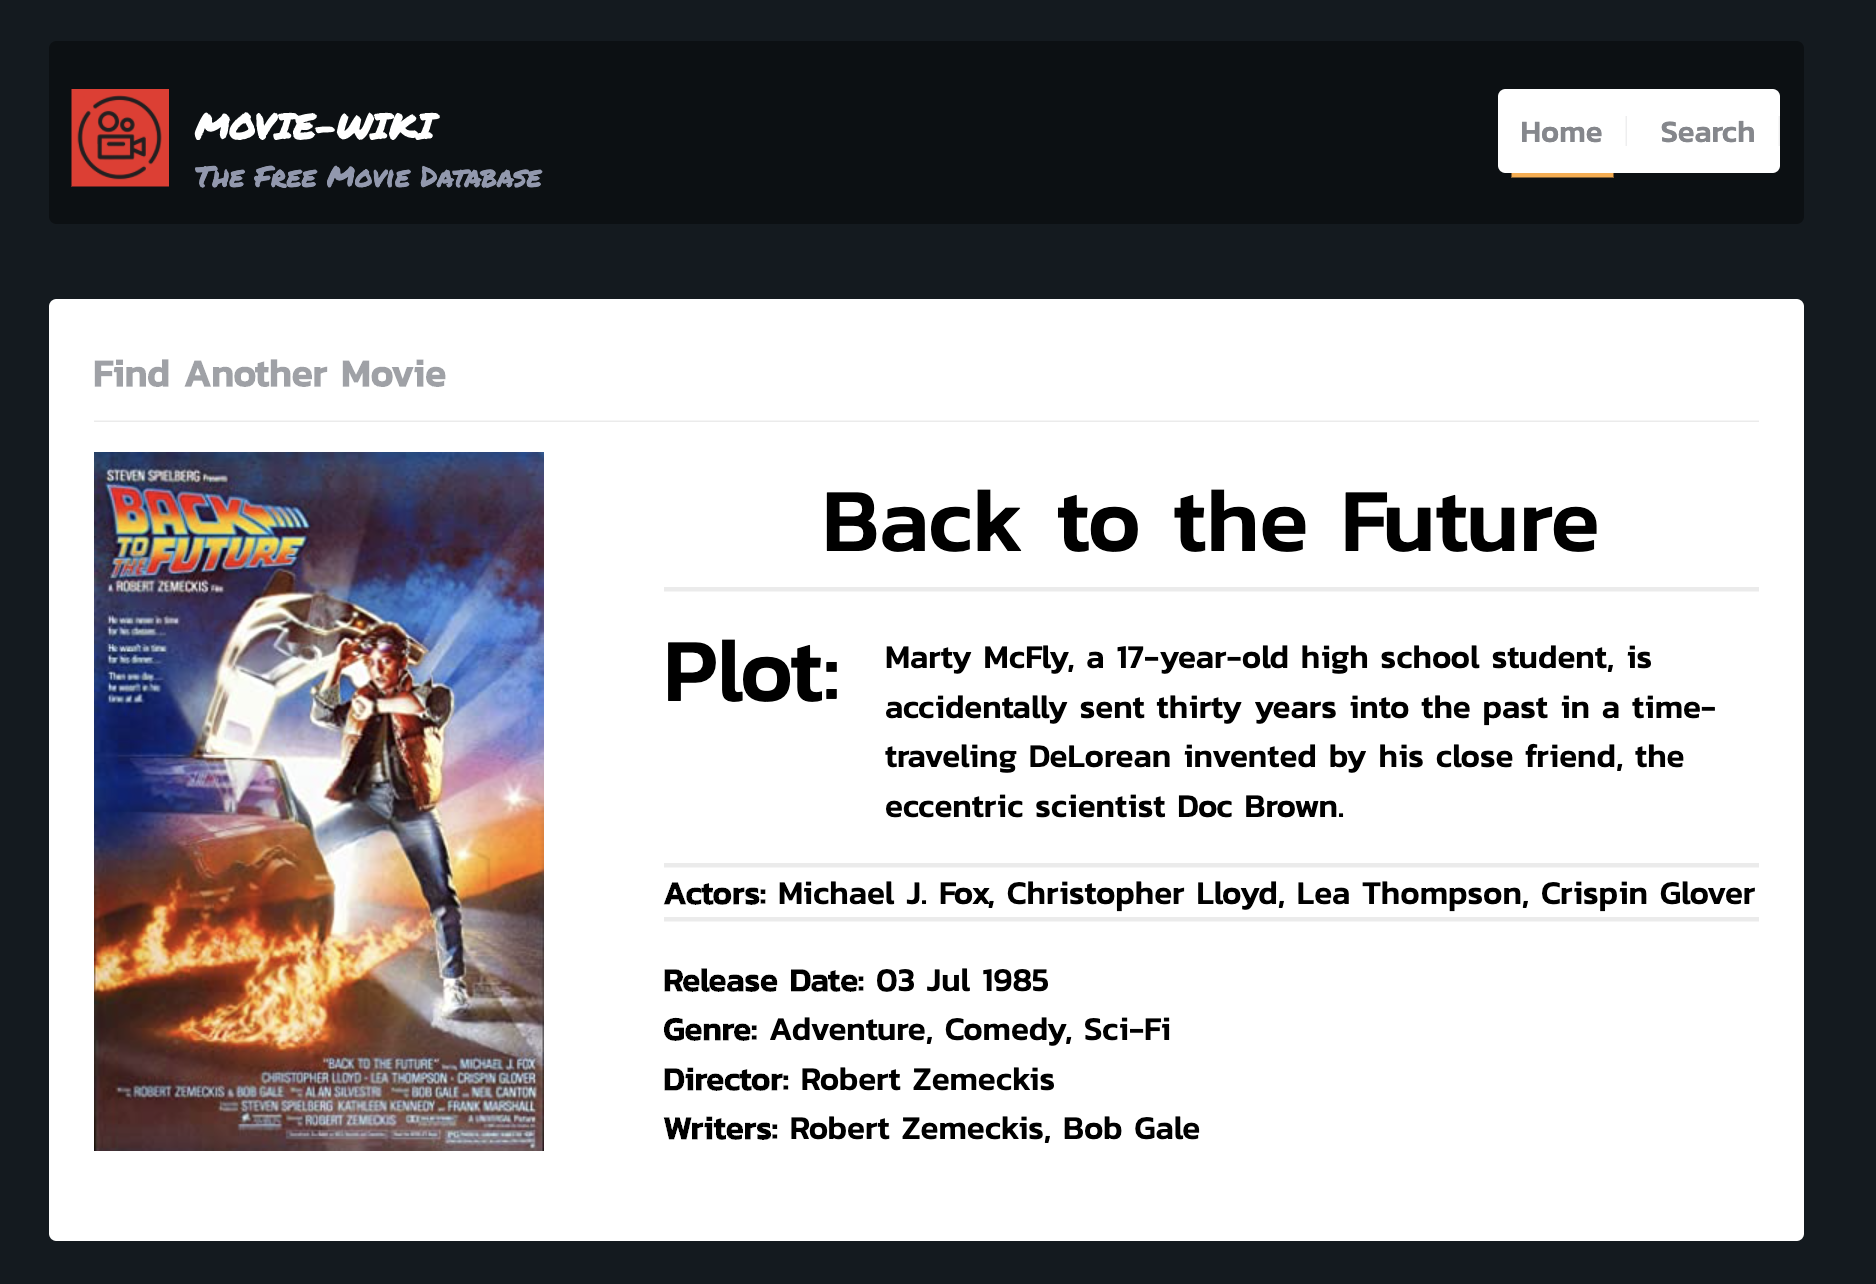 MOVIE-WIKI
THE FREE MOVIE DATABASE
Home
Search
Find Another Movie
STEVEN SPIELBERG Presents
BACK
TO
THE FUTURE
A ROBERT ZEMECKIS Film
He was never in time
for his classes....
He wasn't in time
for his dinner....
Then one day....
he wasn't in his
time at all.
"BACK TO THE FUTURE" MICHAEL J. FOX
CHRISTOPHER LLOYD · LEA THOMPSON · CRISPIN GLOVER
ROBERT ZEMECKIS & BOB GALE ALAN SILVESTRI BOB GALE NEIL CANTON
STEVEN SPIELBERG KATHLEEN KENNEDY FRANK MARSHALL
ROBERT ZEMECKIS A UNIVERSAL Picture
PG
Back to the Future
Plot:
Marty McFly, a 17-year-old high school student, is
accidentally sent thirty years into the past in a time-
traveling DeLorean invented by his close friend, the
eccentric scientist Doc Brown.
Actors: Michael J. Fox, Christopher Lloyd, Lea Thompson, Crispin Glover
Release Date: 03 Jul 1985
Genre: Adventure, Comedy, Sci-Fi
Director: Robert Zemeckis
Writers: Robert Zemeckis, Bob Gale